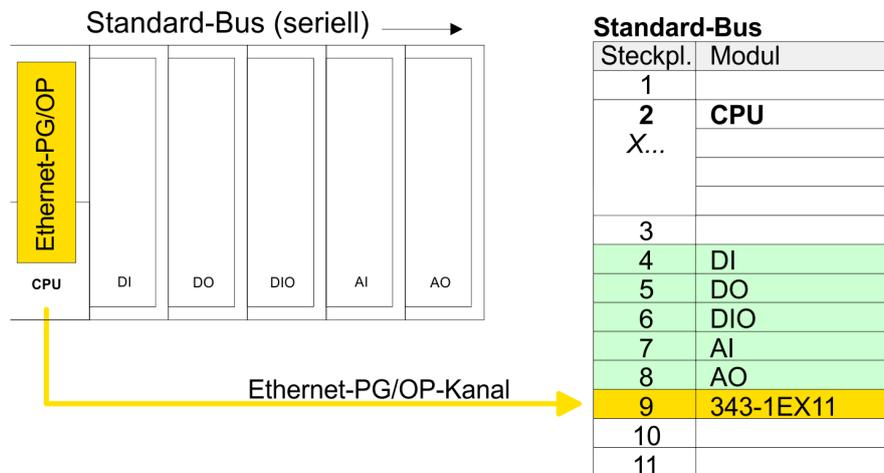 Standard-Bus (seriell)
Ethernet-PG/OP
CPU
DI
DO
DIO
AI
AO
Ethernet-PG/OP-Kanal
Standard-Bus
Steckpl. Modul
1
2 CPU
X...
3
4 DI
5 DO
6 DIO
7 AI
8 AO
9 343-1EX11
10
11